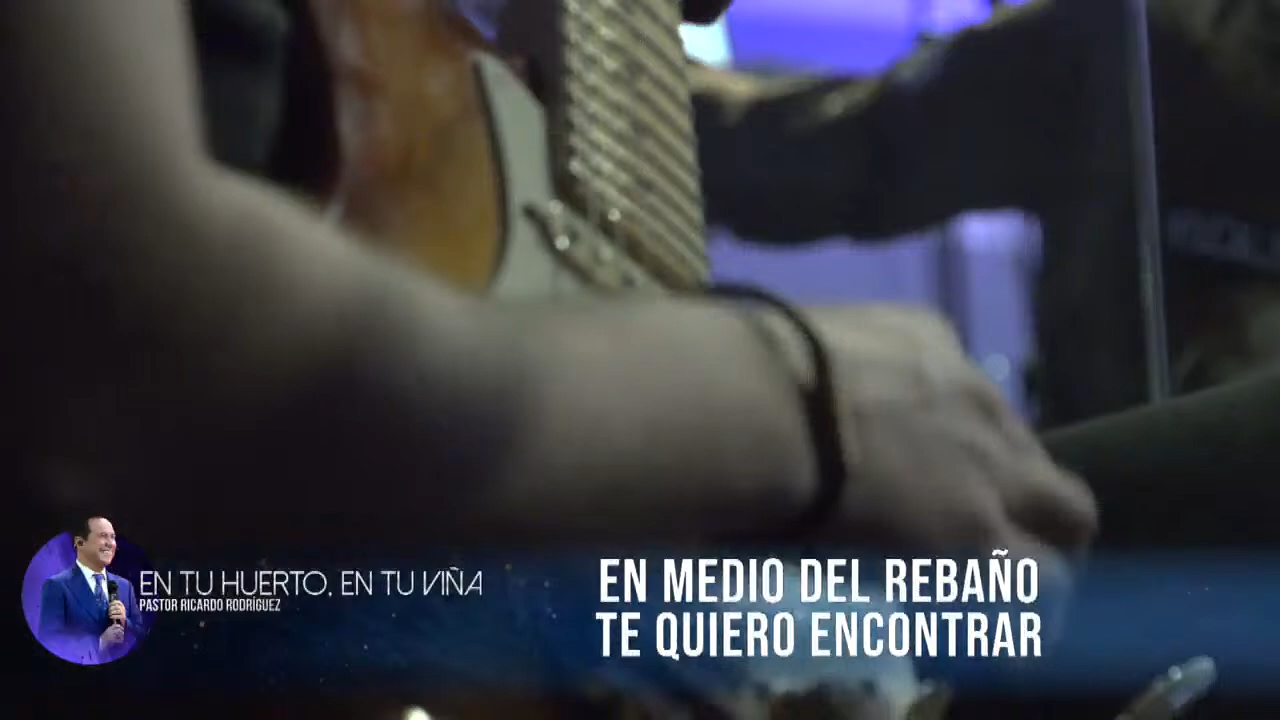 EN TU HUERTO, EN TU VIÑA
PASTOR RICARDO RODRÍGUEZ
EN MEDIO DEL REBAÑO
TE QUIERO ENCONTRAR